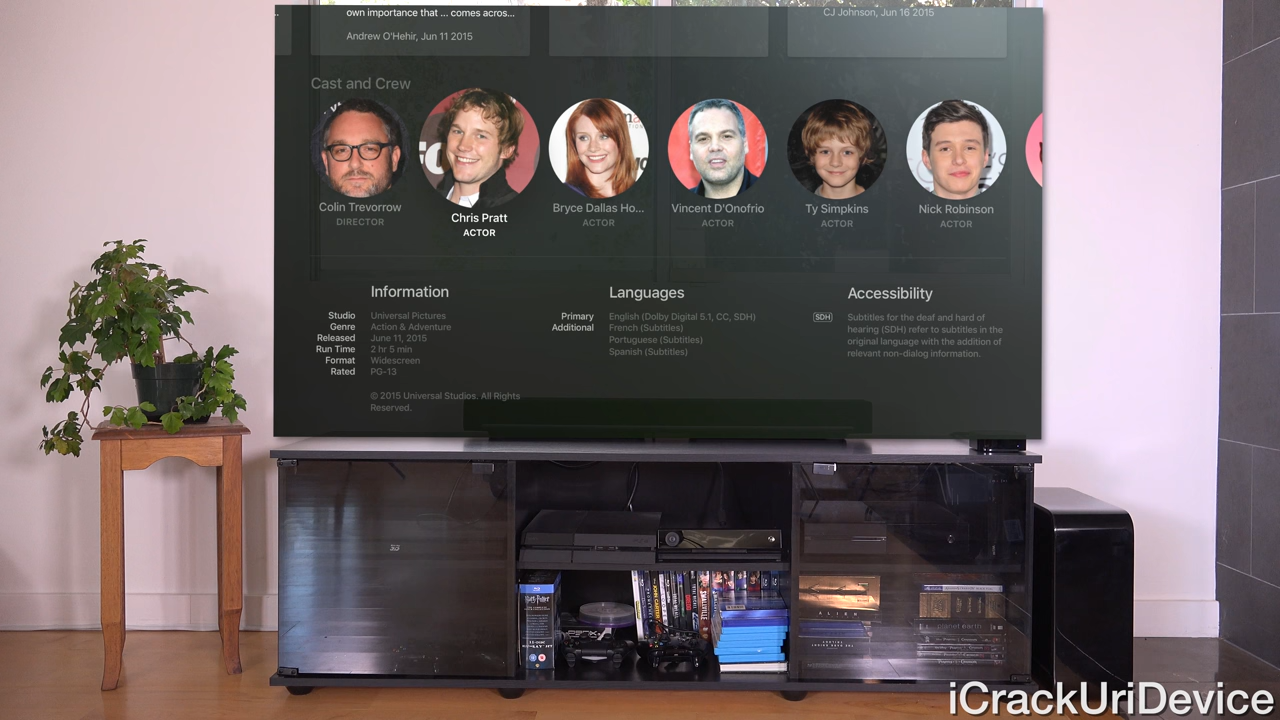 own importance that ... comes acros...
Andrew O'Hehir, Jun 11 2015
CJ Johnson, Jun 16 2015
Cast and Crew
Colin Trevorrow
DIRECTOR
Chris Pratt
ACTOR
Bryce Dallas Ho...
ACTOR
Vincent D'Onofrio
ACTOR
Ty Simpkins
ACTOR
Nick Robinson
ACTOR
Information
Studio Universal Pictures
Genre Action & Adventure
Released June 11, 2015
Run Time 2 hr 5 min
Format Widescreen
Rated PG-13
© 2015 Universal Studios. All Rights
Reserved.
Languages
Primary English (Dolby Digital 5.1, CC, SDH)
Additional French (Subtitles)
Portuguese (Subtitles)
Spanish (Subtitles)
Accessibility
SDH Subtitles for the deaf and hard of
hearing (SDH) refer to subtitles in the
original language with the addition of
relevant non-dialog information.
Harry Potter
ALIEN
planet earth
iCrackUriDevice